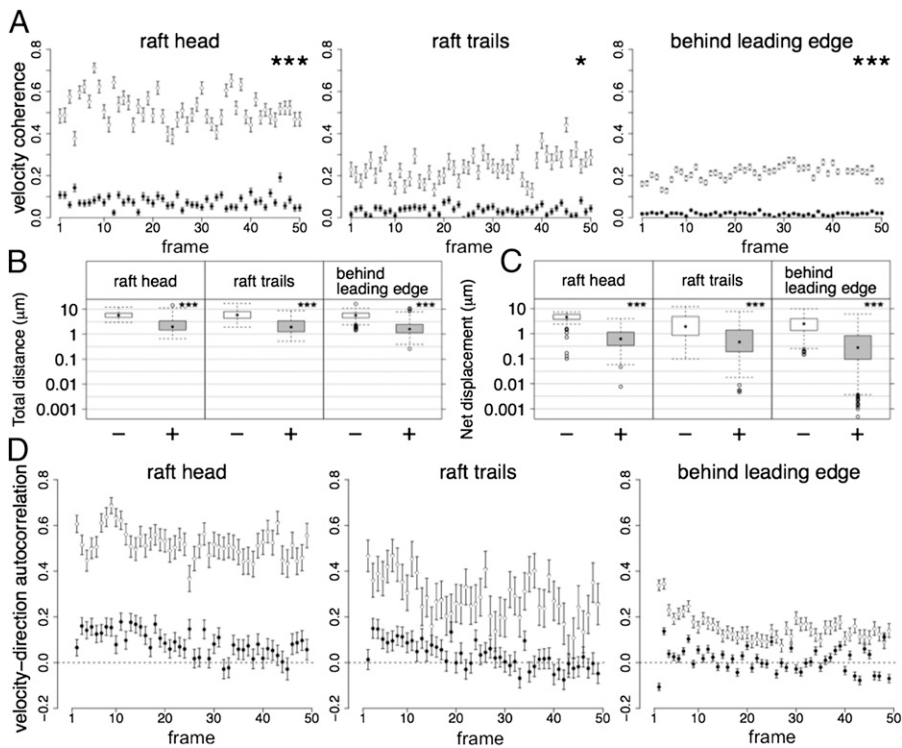 A
raft head
raft trails
behind leading edge
velocity coherence
0.0 0.2 0.4 0.6 0.8
***
*
***
1 10 20 30 40 50
1 10 20 30 40 50
1 10 20 30 40 50
frame
frame
frame
B
raft head
raft trails
behind
leading edge
Total distance (µm)
10
1
0.1
0.01
0.001
***
***
***
− + − + − +
C
raft head
raft trails
behind
leading edge
Net displacement (µm)
10
1
0.1
0.01
0.001
***
***
***
− + − + − +
D
raft head
raft trails
behind leading edge
velocity−direction autocorrelation
−0.2 0.0 0.2 0.4 0.6 0.8
−0.2 0.0 0.2 0.4 0.6 0.8
−0.2 0.0 0.2 0.4 0.6 0.8
1 10 20 30 40 50
1 10 20 30 40 50
1 10 20 30 40 50
frame
frame
frame